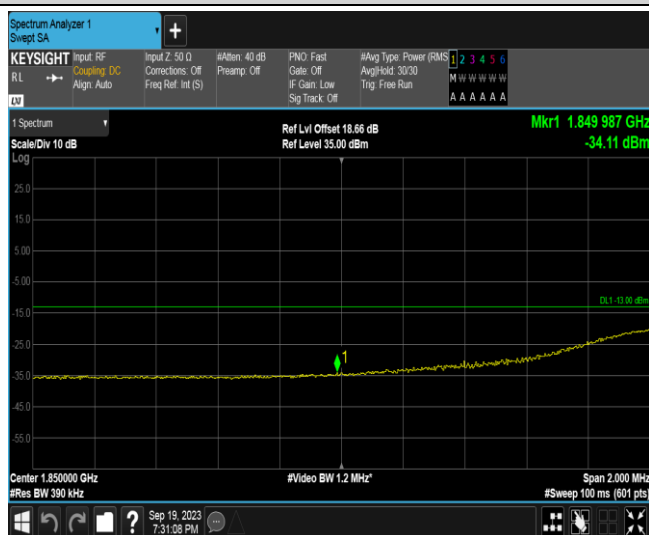 Spectrum Analyzer 1
Swept SA
+
KEYSIGHT
RL
LXI
Input: RF
Coupling: DC
Align: Auto
Input Z: 50 Ω
Corrections: Off
Freq Ref: Int (S)
#Atten: 40 dB
Preamp: Off
PNO: Fast
Gate: Off
IF Gain: Low
Sig Track: Off
#Avg Type: Power (RMS
Avg|Hold: 30/30
Trig: Free Run
1 2 3 4 5 6
M W W W W W
A A A A A A
1 Spectrum
Scale/Div 10 dB
Log
Ref Lvl Offset 18.66 dB
Ref Level 35.00 dBm
Mkr1 1.849 987 GHz
-34.11 dBm
25.0
15.0
5.00
-5.00
DL1 -13.00 dBm
-15.0
-25.0
1
-35.0
-45.0
-55.0
Center 1.850000 GHz
#Res BW 390 kHz
#Video BW 1.2 MHz*
Span 2.000 MHz
#Sweep 100 ms (601 pts)
?
Sep 19, 2023
7:31:08 PM